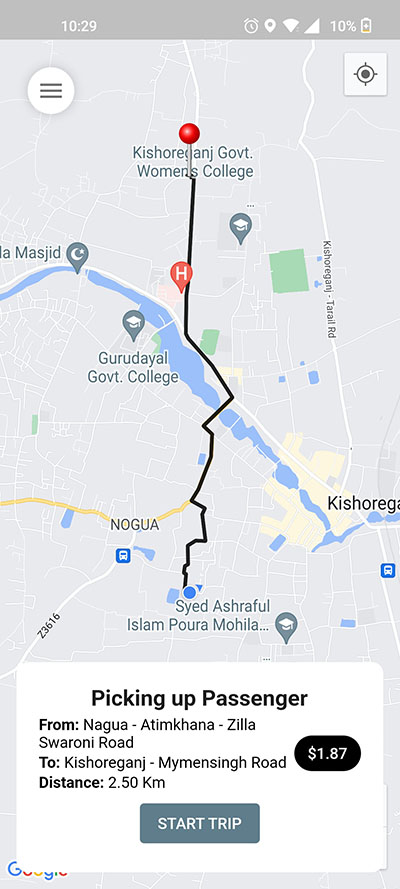 10:29
10%
Kishoreganj Govt.
Women's College
la Masjid
H
Kishoreganj - Tarail Rd
Gurudayal
Govt. College
Kishorega
NOGUA
Z3616
Syed Ashraful
Islam Poura Mohila...
Picking up Passenger
From: Nagua - Atimkhana - Zilla
Swaroni Road
To: Kishoreganj - Mymensingh Road
$1.87
Distance: 2.50 Km
START TRIP
Google